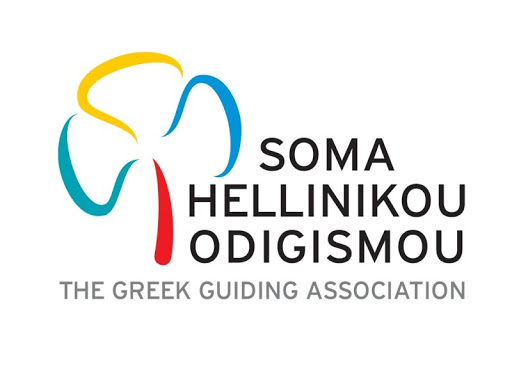 SOMA
HELLINIKOU
ODIGISMOU
THE GREEK GUIDING ASSOCIATION